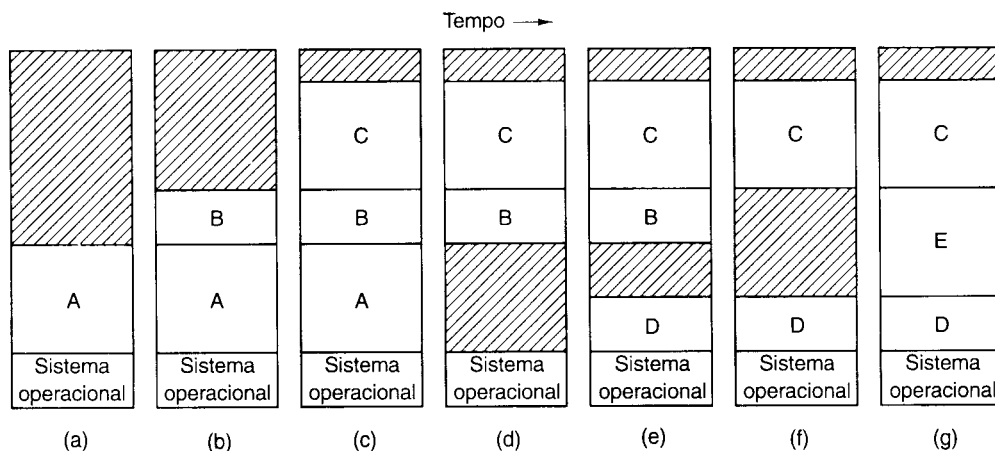 Tempo →
C
C
C
C
C
B
B
B
B
E
A
A
A
D
D
D
Sistema operacional
Sistema operacional
Sistema operacional
Sistema operacional
Sistema operacional
Sistema operacional
Sistema operacional
(a)
(b)
(c)
(d)
(e)
(f)
(g)